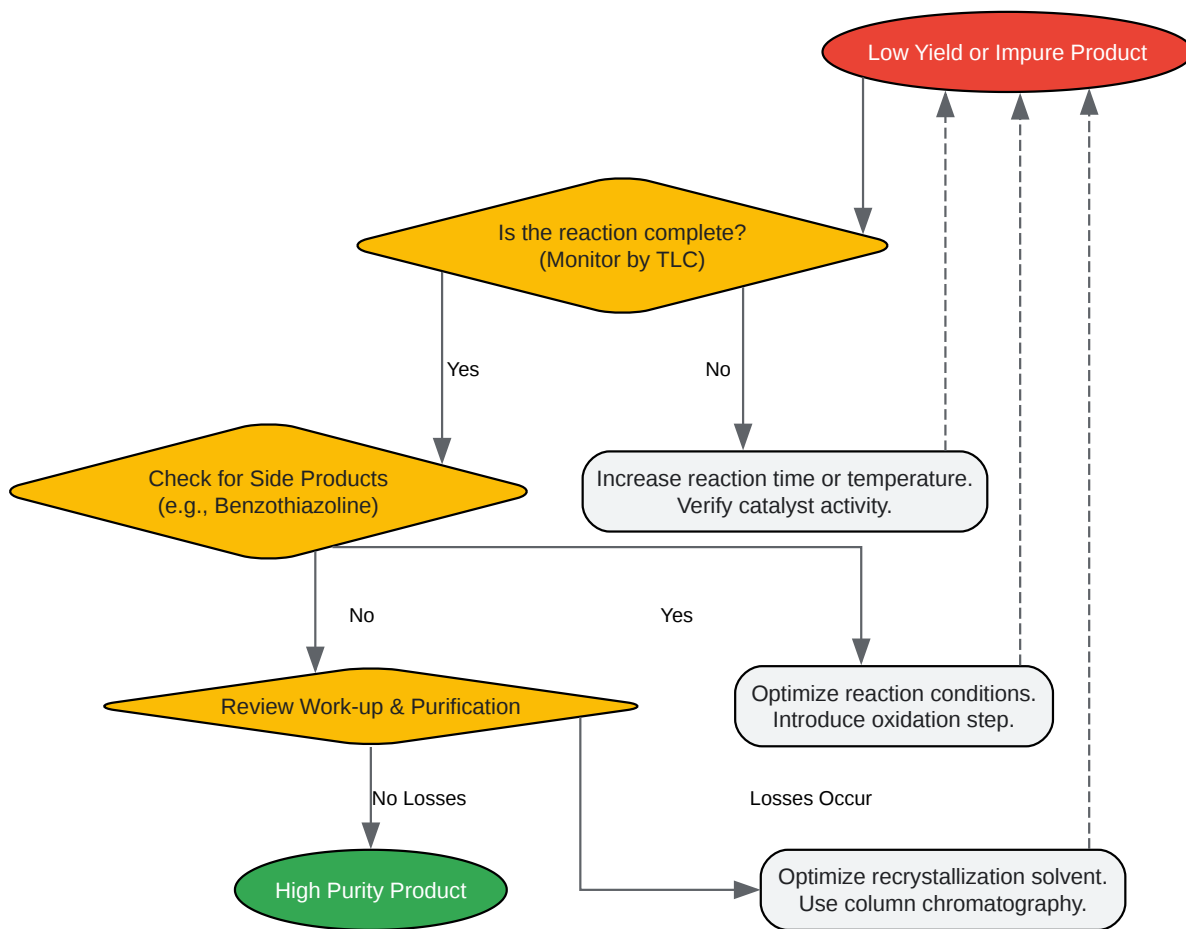 Low Yield or Impure Product
Is the reaction complete?
(Monitor by TLC)
Yes
No
Check for Side Products
(e.g., Benzothiazoline)
Increase reaction time or temperature.
Verify catalyst activity.
No
Yes
Review Work-up & Purification
Optimize reaction conditions.
Introduce oxidation step.
No Losses
Losses Occur
High Purity Product
Optimize recrystallization solvent.
Use column chromatography.